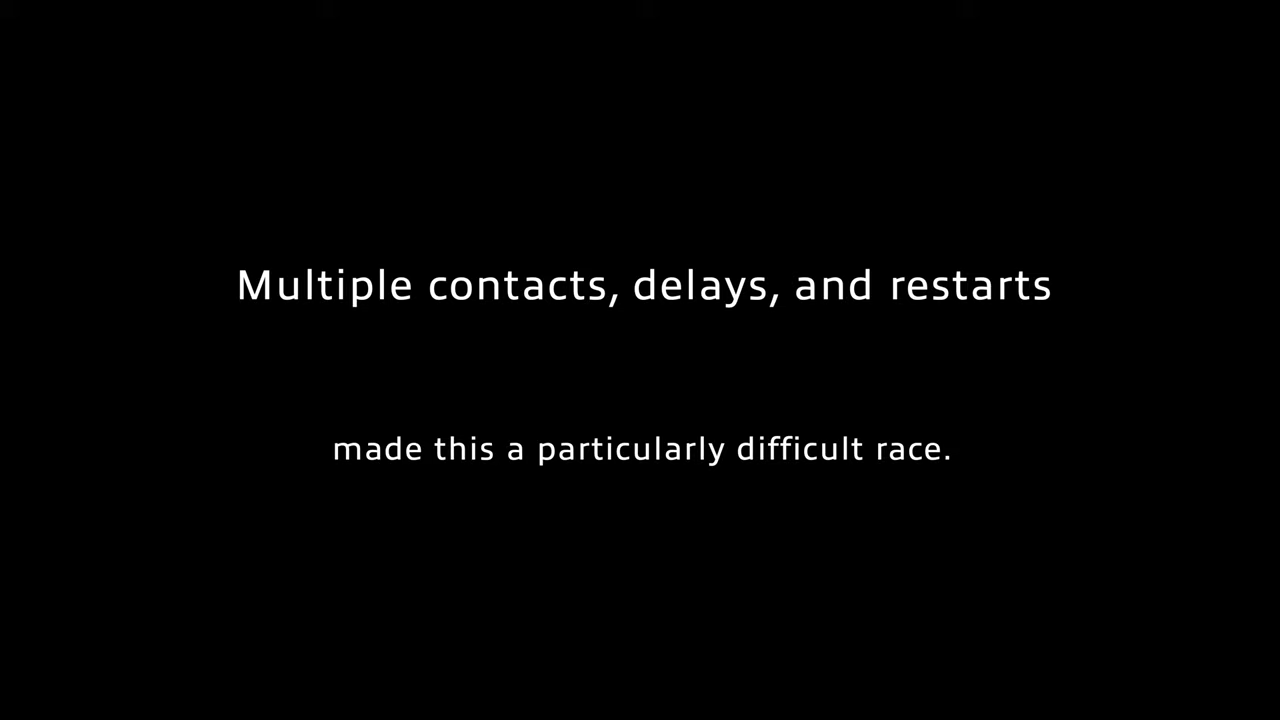 Multiple contacts, delays, and restarts
made this a particularly difficult race.